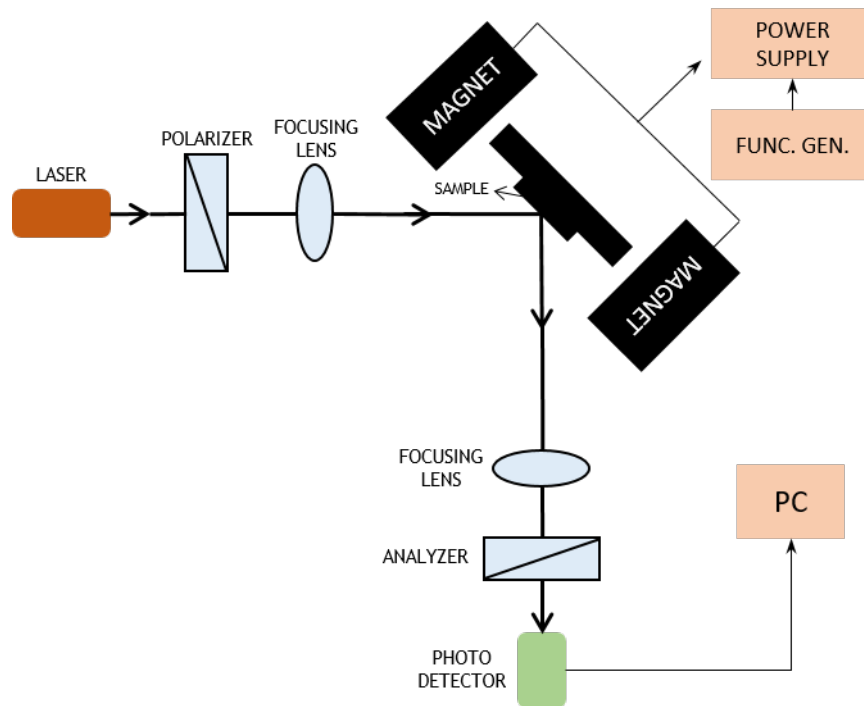 MAGNET
POWER
SUPPLY
FUNC. GEN.
FOCUSING
LENS
POLARIZER
LASER
SAMPLE
MAGNET
FOCUSING
LENS
PC
ANALYZER
PHOTO
DETECTOR